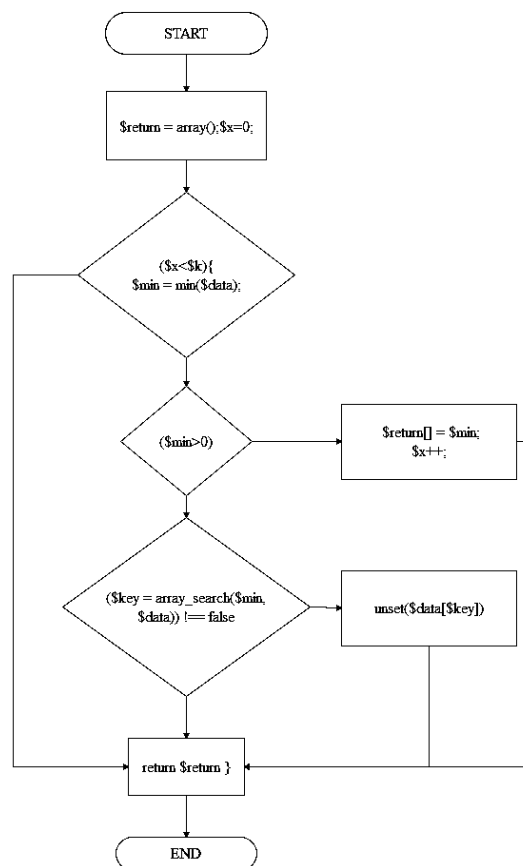 START
$return = array();$x=0;
($x<$k){
$min = min($data);
($min>0)
$return[] = $min;
$x++;
($key = array_search($min,
$data)) !== false
unset($data[$key])
return $return }
END